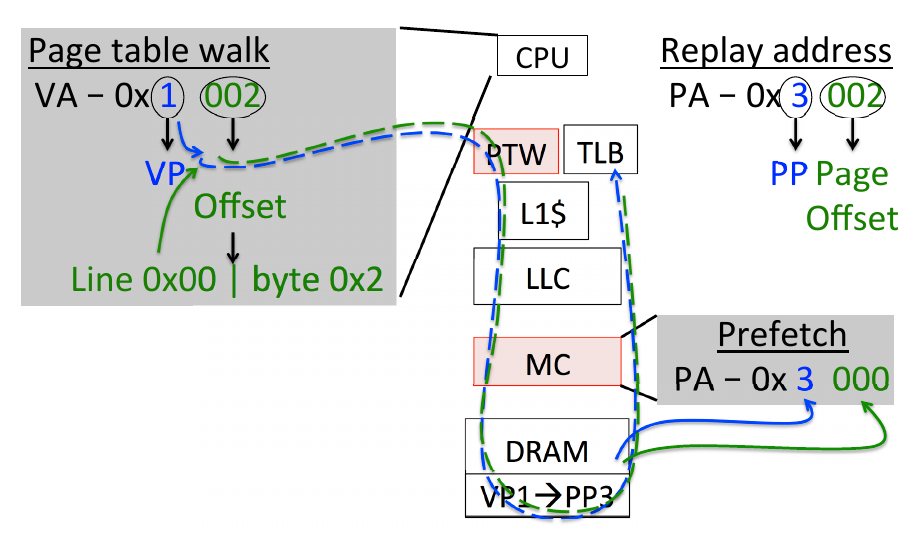 Page table walk
VA – 0x 1 002
VP
Offset
Line 0x00 | byte 0x2
CPU
PTW
TLB
L1$
LLC
MC
DRAM
VP1→PP3
Replay address
PA – 0x 3 002
PP Page
Offset
Prefetch
PA – 0x 3 000